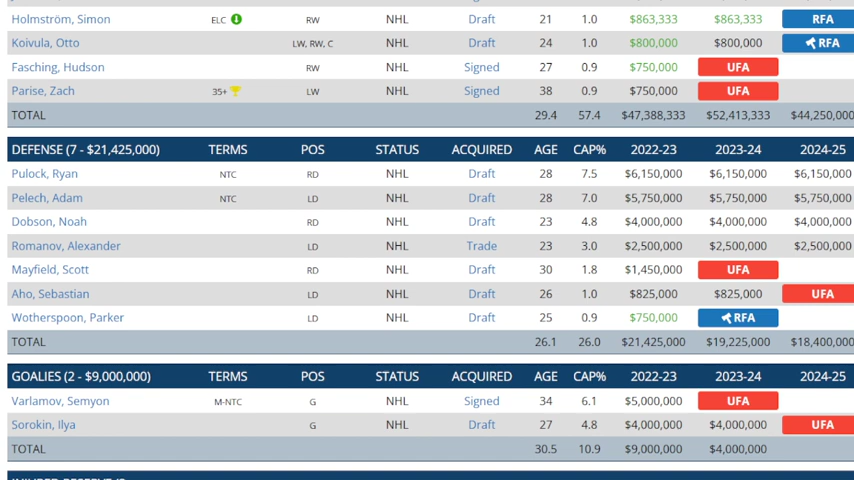 Holmström, Simon ELC RW NHL Draft 21 1.0 $863,333 $863,333 RFA
Koivula, Otto LW, RW, C NHL Draft 24 1.0 $800,000 $800,000 RFA
Fasching, Hudson RW NHL Signed 27 0.9 $750,000 UFA
Parise, Zach 35+ LW NHL Signed 38 0.9 $750,000 UFA
TOTAL 29.4 57.4 $47,388,333 $52,413,333 $44,250,000
DEFENSE (7 - $21,425,000) TERMS POS STATUS ACQUIRED AGE CAP% 2022-23 2023-24 2024-25
Pulock, Ryan NTC RD NHL Draft 28 7.5 $6,150,000 $6,150,000 $6,150,000
Pelech, Adam NTC LD NHL Draft 28 7.0 $5,750,000 $5,750,000 $5,750,000
Dobson, Noah RD NHL Draft 23 4.8 $4,000,000 $4,000,000 $4,000,000
Romanov, Alexander LD NHL Trade 23 3.0 $2,500,000 $2,500,000 $2,500,000
Mayfield, Scott RD NHL Draft 30 1.8 $1,450,000 UFA
Aho, Sebastian LD NHL Draft 26 1.0 $825,000 $825,000 UFA
Wotherspoon, Parker LD NHL Draft 25 0.9 $750,000 RFA
TOTAL 26.1 26.0 $21,425,000 $19,225,000 $18,400,000
GOALIES (2 - $9,000,000) TERMS POS STATUS ACQUIRED AGE CAP% 2022-23 2023-24 2024-25
Varlamov, Semyon M-NTC G NHL Signed 34 6.1 $5,000,000 UFA
Sorokin, Ilya G NHL Draft 27 4.8 $4,000,000 $4,000,000 UFA
TOTAL 30.5 10.9 $9,000,000 $4,000,000